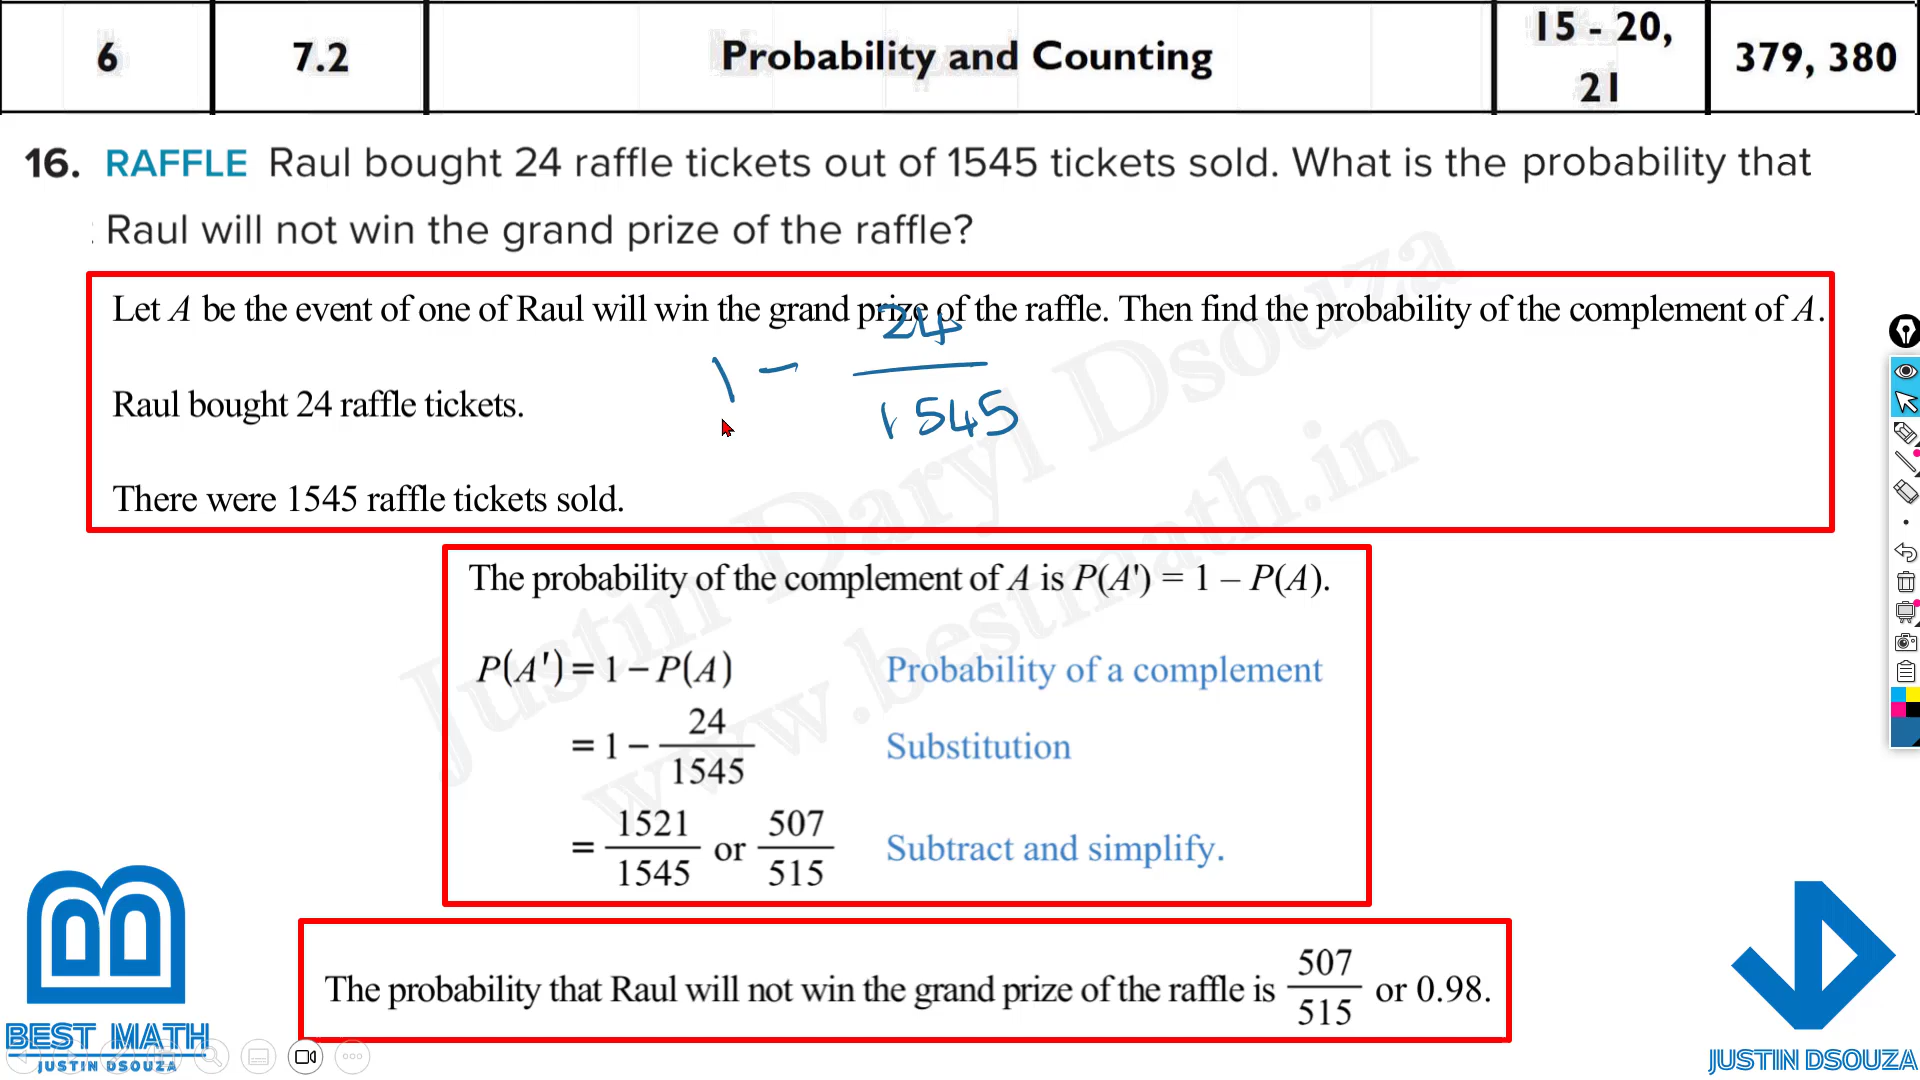 6 7.2 Probability and Counting 15 - 20, 21 379, 380
16. RAFFLE Raul bought 24 raffle tickets out of 1545 tickets sold. What is the probability that
Raul will not win the grand prize of the raffle?
Let A be the event of one of Raul will win the grand prize of the raffle. Then find the probability of the complement of A.
1 - 24/1545
Raul bought 24 raffle tickets.
There were 1545 raffle tickets sold.
The probability of the complement of A is P(A') = 1 – P(A).
P(A') = 1 – P(A) Probability of a complement
= 1 – 24/1545 Substitution
= 1521/1545 or 507/515 Subtract and simplify.
The probability that Raul will not win the grand prize of the raffle is 507/515 or 0.98.
Justin Daryl Dsouza
www.bestmath.in
BEST MATH
JUSTIN DSOUZA
JUSTIN DSOUZA